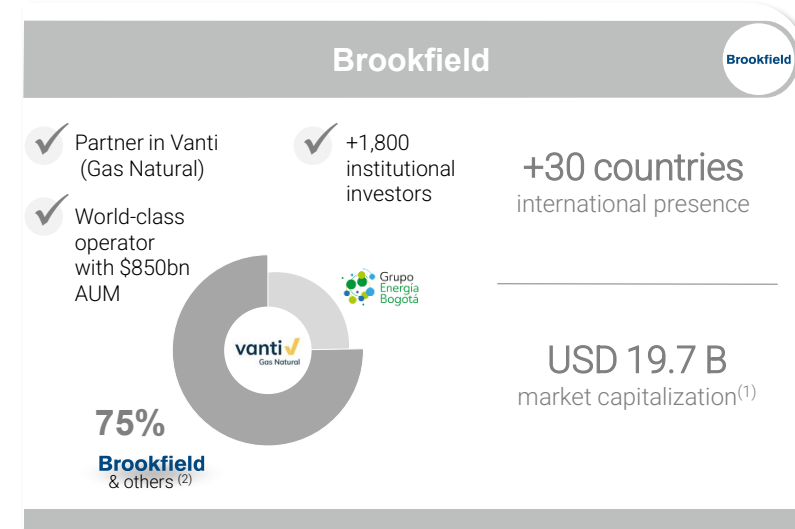 Brookfield
Brookfield
Partner in Vanti
(Gas Natural)
World-class
operator
with $850bn
AUM
+1,800
institutional
investors
+30 countries
international presence
Grupo
Energía
Bogotá
vanti
Gas Natural
75%
Brookfield
& others (2)
USD 19.7 B
market capitalization(1)